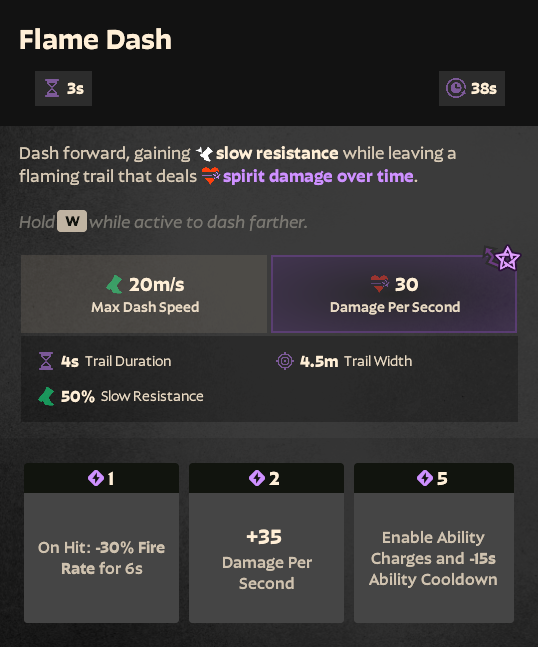 Flame Dash
3s
38s
Dash forward, gaining slow resistance while leaving a
flaming trail that deals spirit damage over time.
Hold W while active to dash farther.
20m/s
Max Dash Speed
30
Damage Per Second
4s Trail Duration
4.5m Trail Width
50% Slow Resistance
1
On Hit: -30% Fire
Rate for 6s
2
+35
Damage Per
Second
5
Enable Ability
Charges and -15s
Ability Cooldown